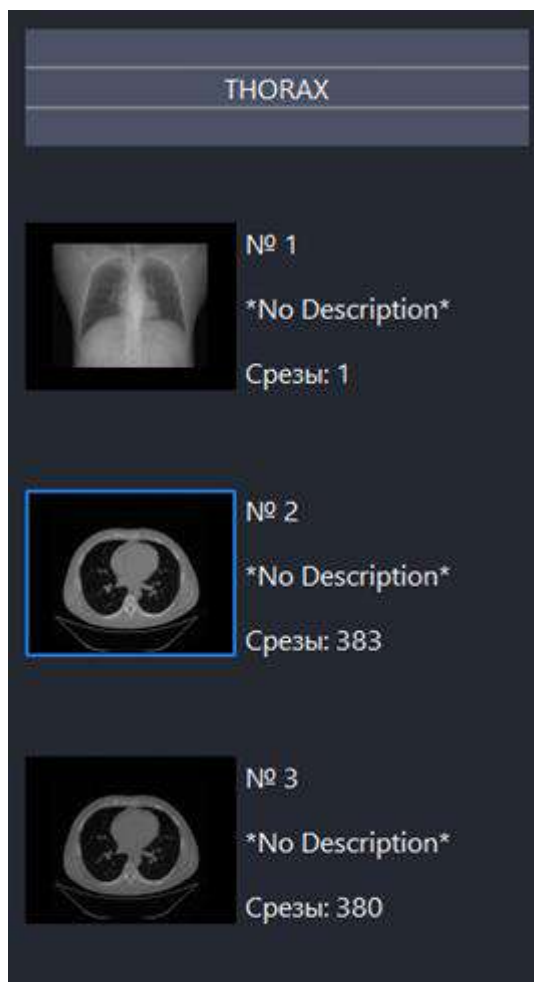 THORAX
№ 1
*No Description*
Срезы: 1
№ 2
*No Description*
Срезы: 383
№ 3
*No Description*
Срезы: 380